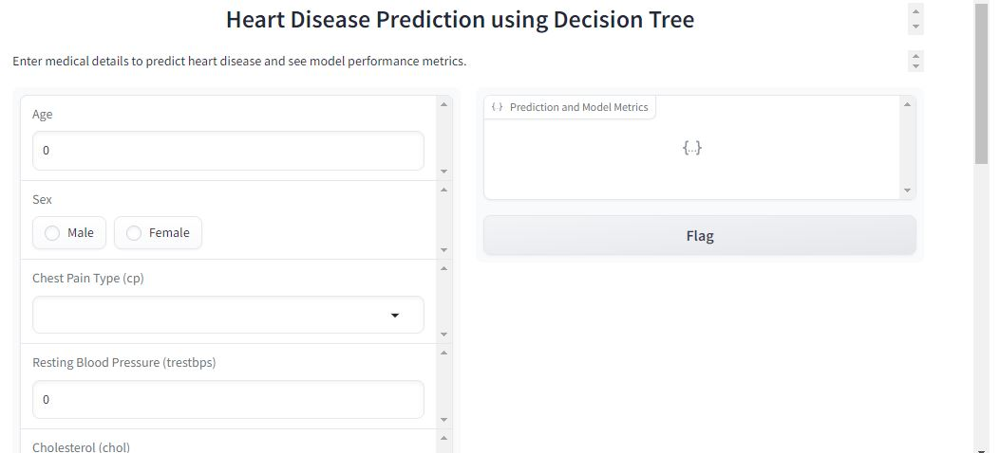 Heart Disease Prediction using Decision Tree
Enter medical details to predict heart disease and see model performance metrics.
Age
0
Sex
Male
Female
Chest Pain Type (cp)
Resting Blood Pressure (trestbps)
0
Cholesterol (chol)
{·} Prediction and Model Metrics
{...}
Flag